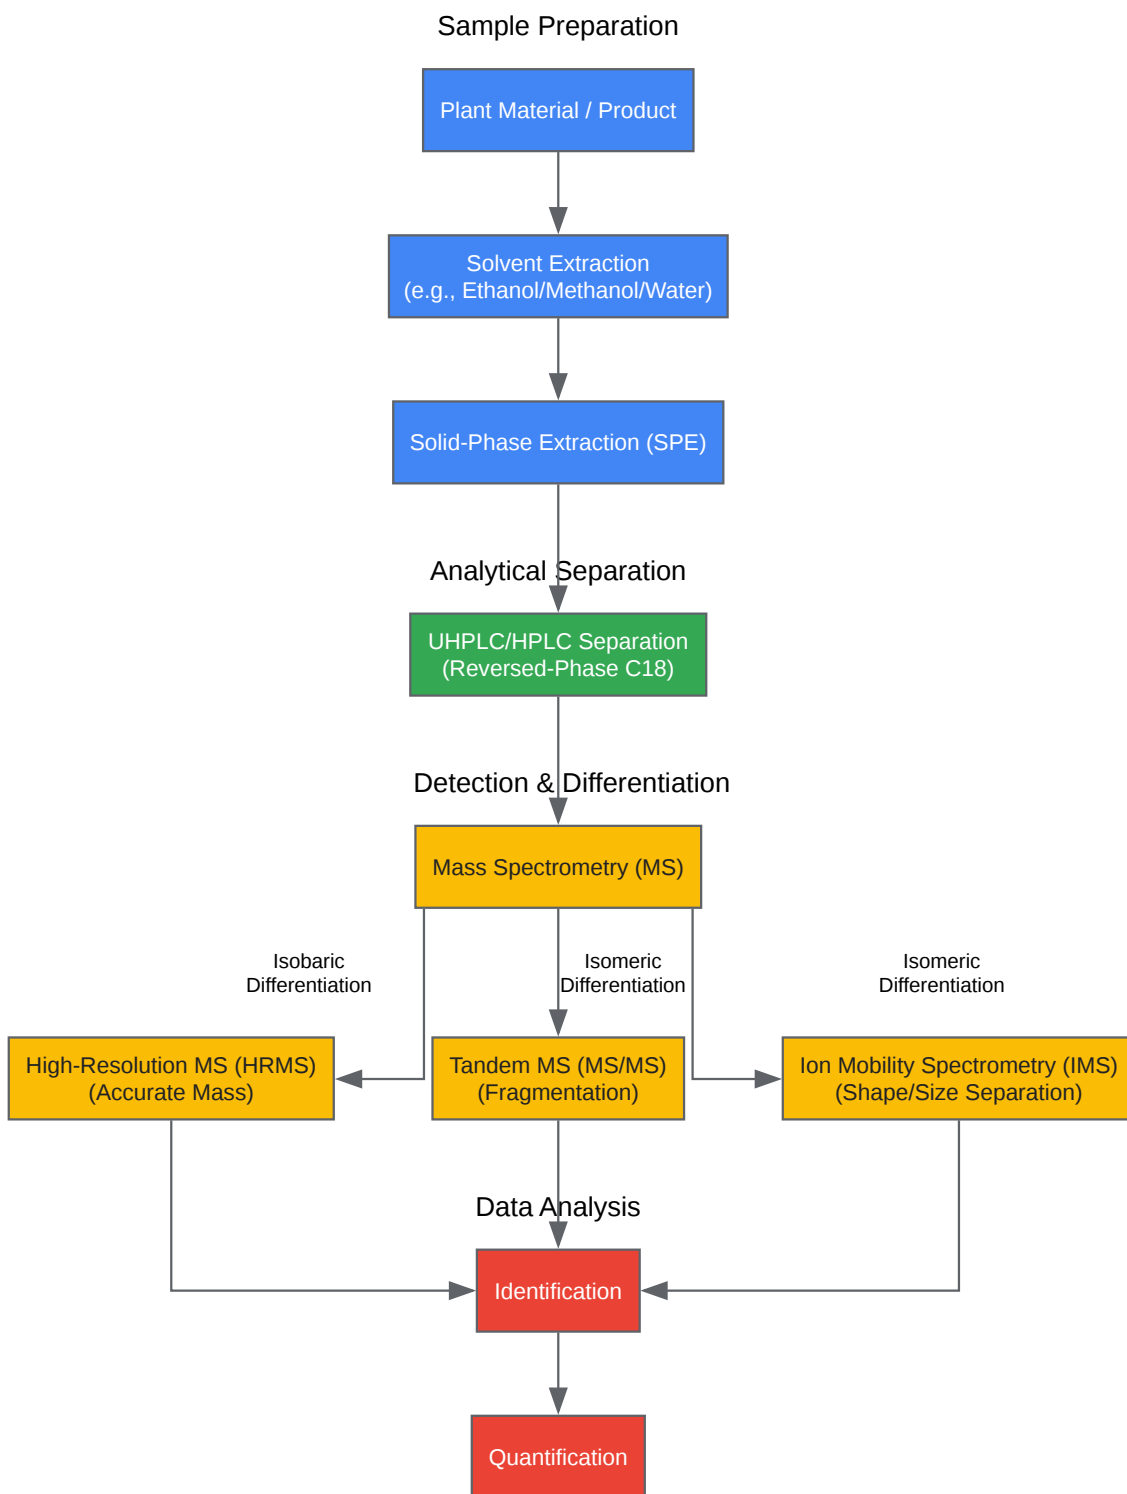 Sample Preparation
Plant Material / Product
Solvent Extraction
(e.g., Ethanol/Methanol/Water)
Solid-Phase Extraction (SPE)
Analytical Separation
UHPLC/HPLC Separation
(Reversed-Phase C18)
Detection & Differentiation
Mass Spectrometry (MS)
Isobaric
Differentiation
Isomeric
Differentiation
Isomeric
Differentiation
High-Resolution MS (HRMS)
(Accurate Mass)
Tandem MS (MS/MS)
(Fragmentation)
Ion Mobility Spectrometry (IMS)
(Shape/Size Separation)
Data Analysis
Identification
Quantification